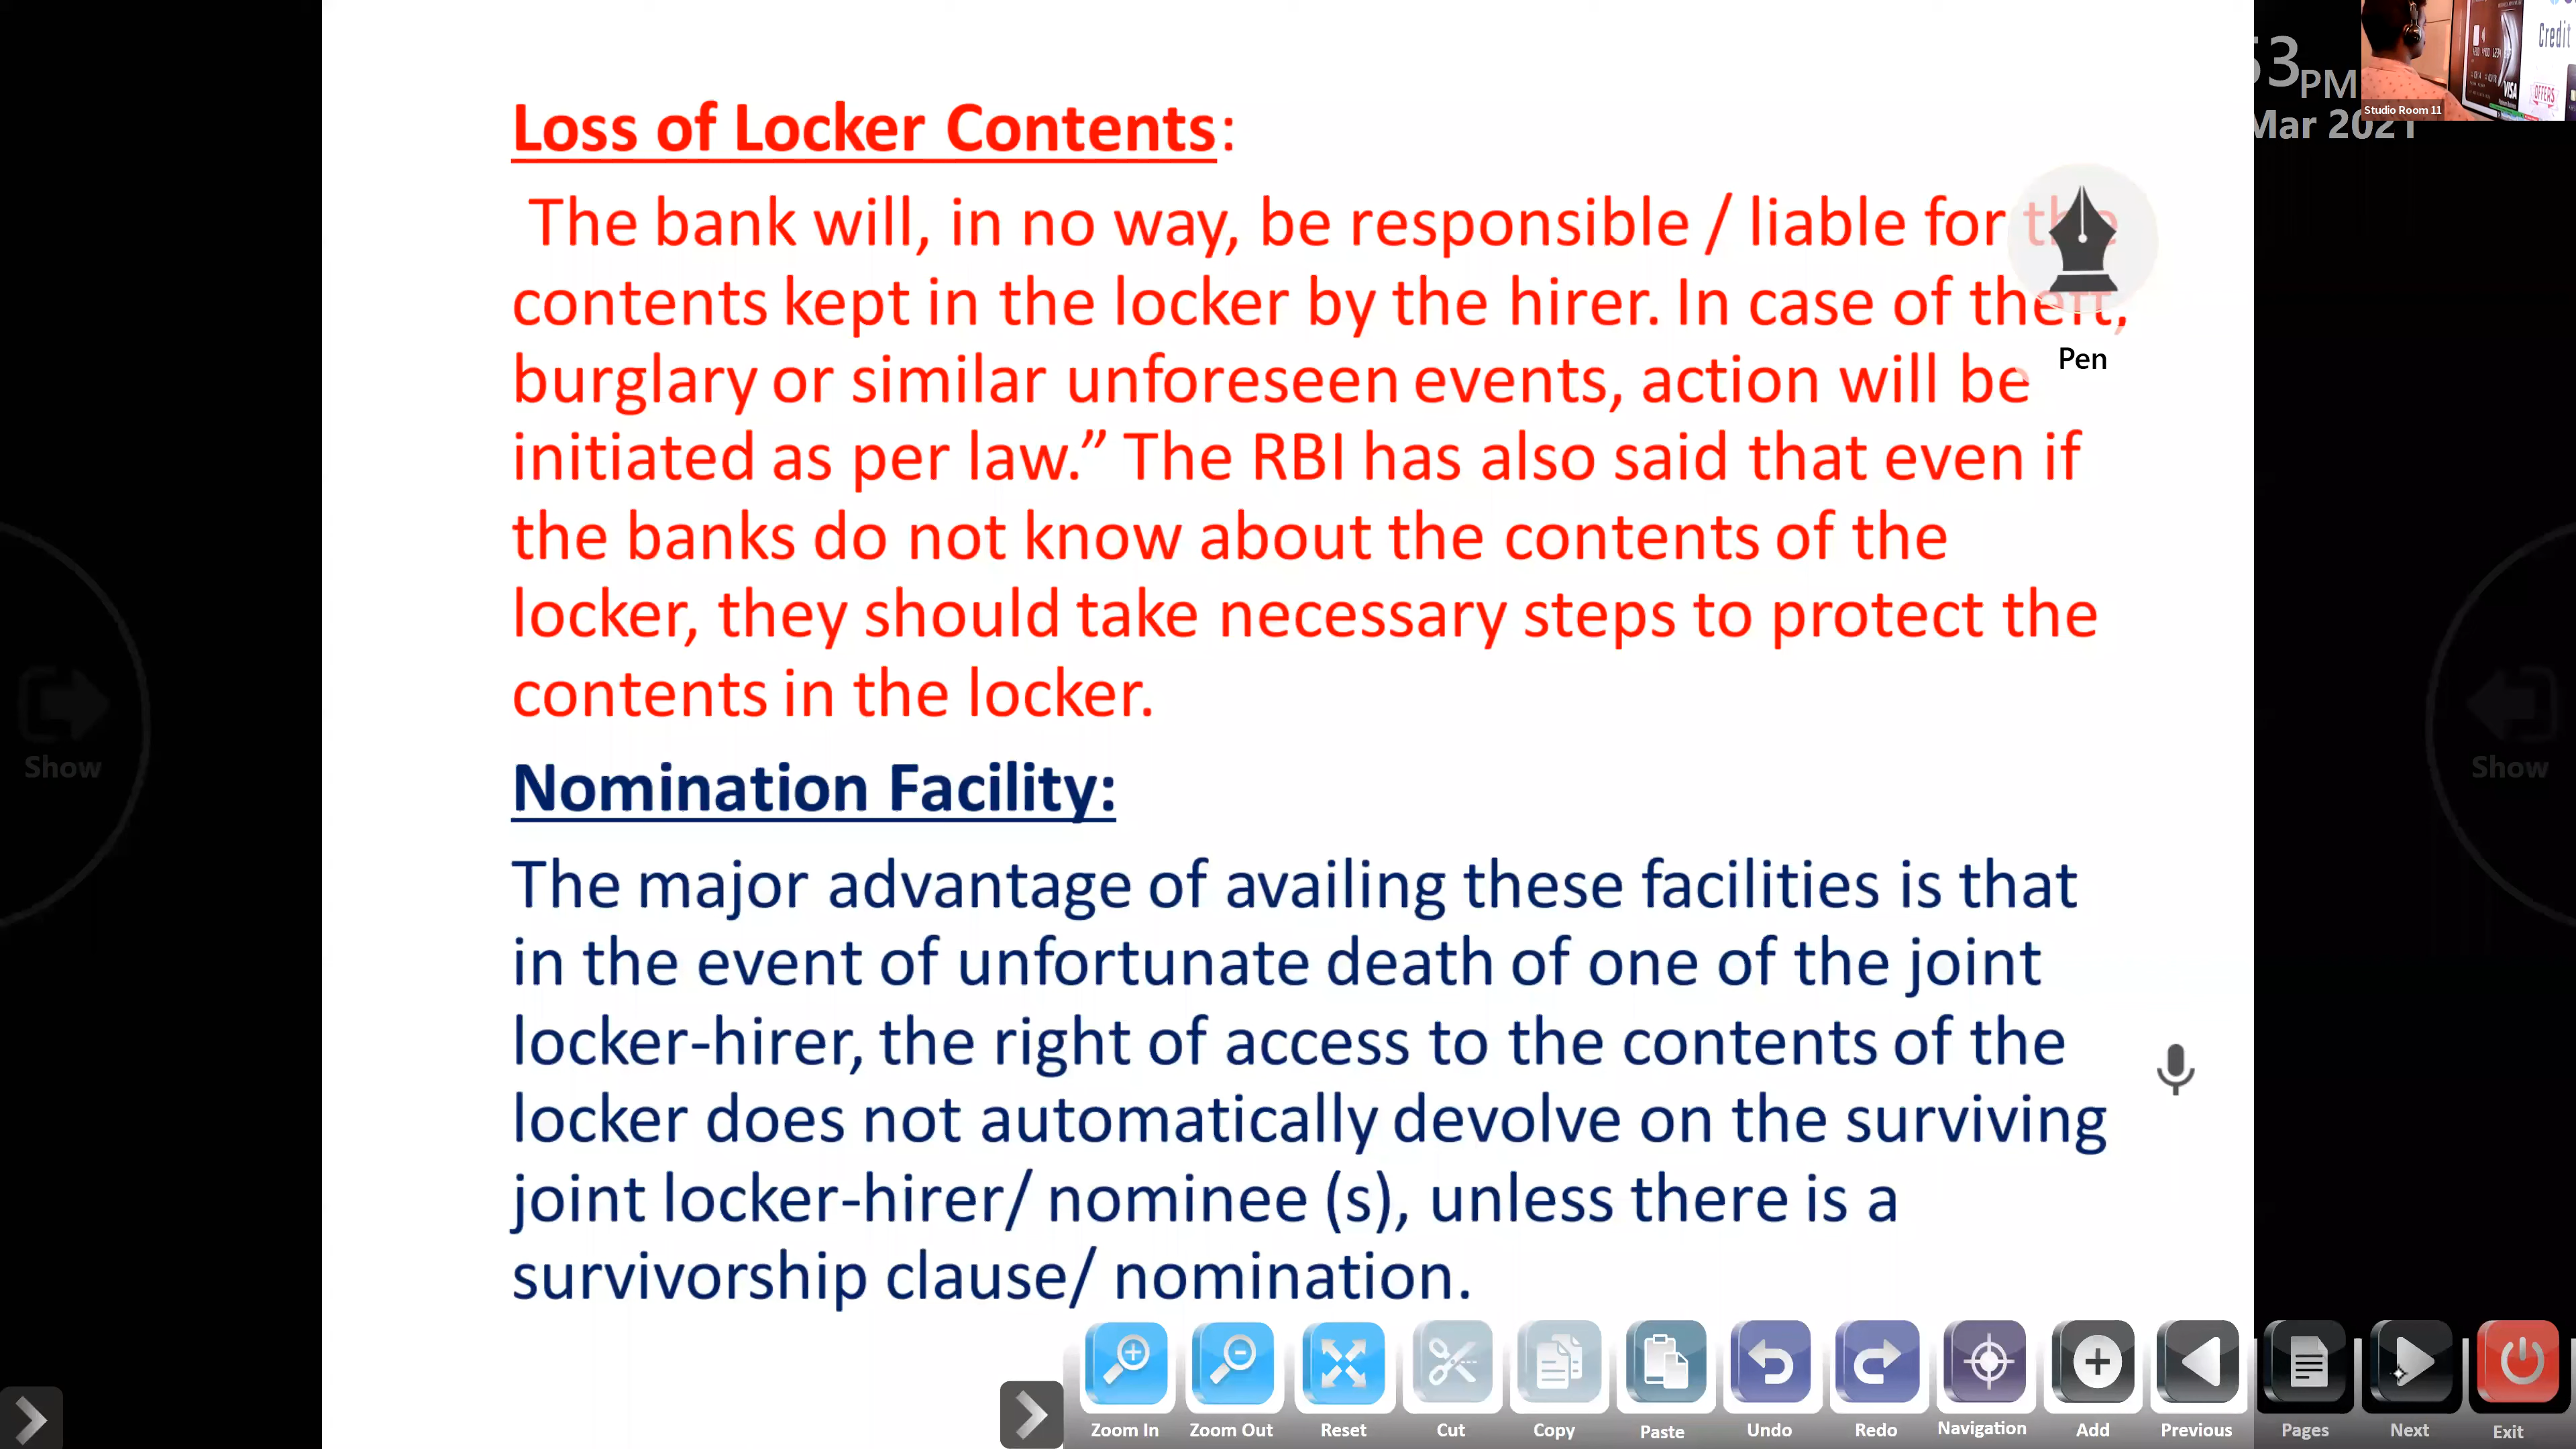 Loss of Locker Contents:
The bank will, in no way, be responsible / liable for the
contents kept in the locker by the hirer. In case of theft,
burglary or similar unforeseen events, action will be
initiated as per law.” The RBI has also said that even if
the banks do not know about the contents of the
locker, they should take necessary steps to protect the
contents in the locker.
Nomination Facility:
The major advantage of availing these facilities is that
in the event of unfortunate death of one of the joint
locker-hirer, the right of access to the contents of the
locker does not automatically devolve on the surviving
joint locker-hirer/ nominee (s), unless there is a
survivorship clause/ nomination.
Pen
53 PM
Mar 2021
Credit
VISA
OFFERS
Studio Room 11
Show
Show
Zoom In
Zoom Out
Reset
Cut
Copy
Paste
Undo
Redo
Navigation
Add
Previous
Pages
Next
Exit